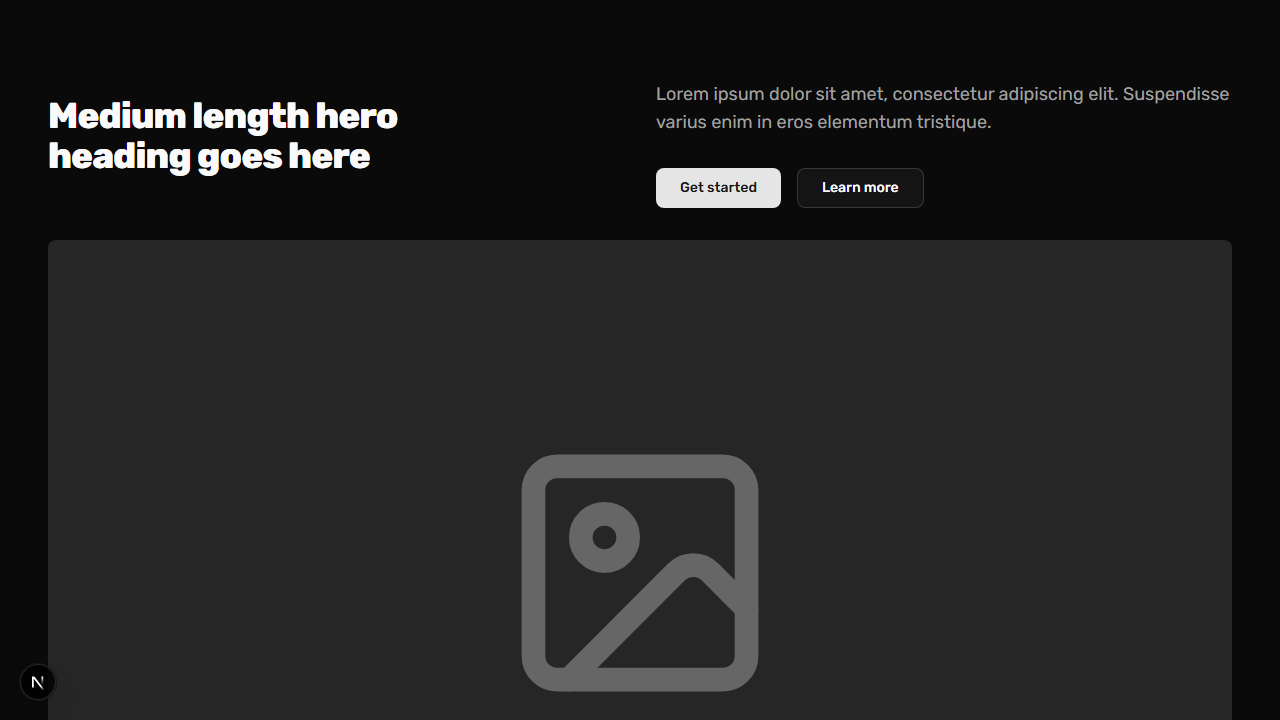 Medium length hero
heading goes here
Lorem ipsum dolor sit amet, consectetur adipiscing elit. Suspendisse
varius enim in eros elementum tristique.
Get started
Learn more
N